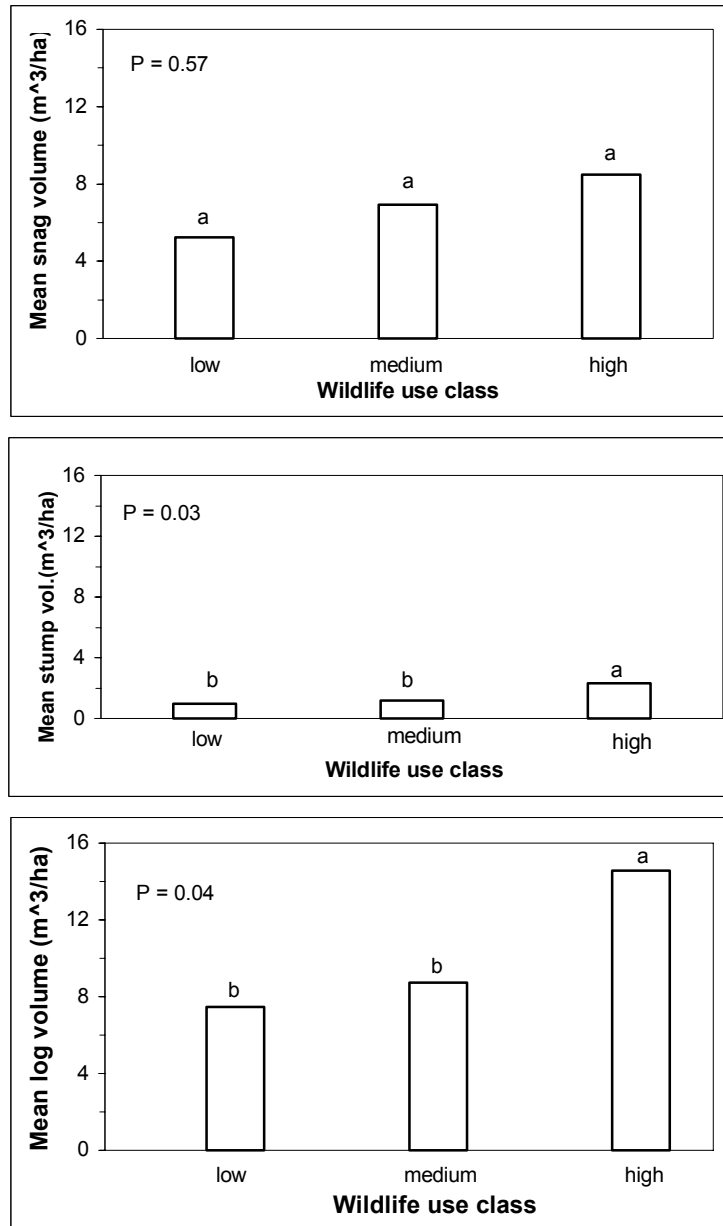 Mean snag volume (m^3/ha)
16
12
8
4
0
P = 0.57
a
a
a
low
medium
high
Wildlife use class
Mean stump vol.(m^3/ha)
16
12
8
4
0
P = 0.03
b
b
a
low
medium
high
Wildlife use class
Mean log volume (m^3/ha)
16
12
8
4
0
P = 0.04
b
b
a
low
medium
high
Wildlife use class